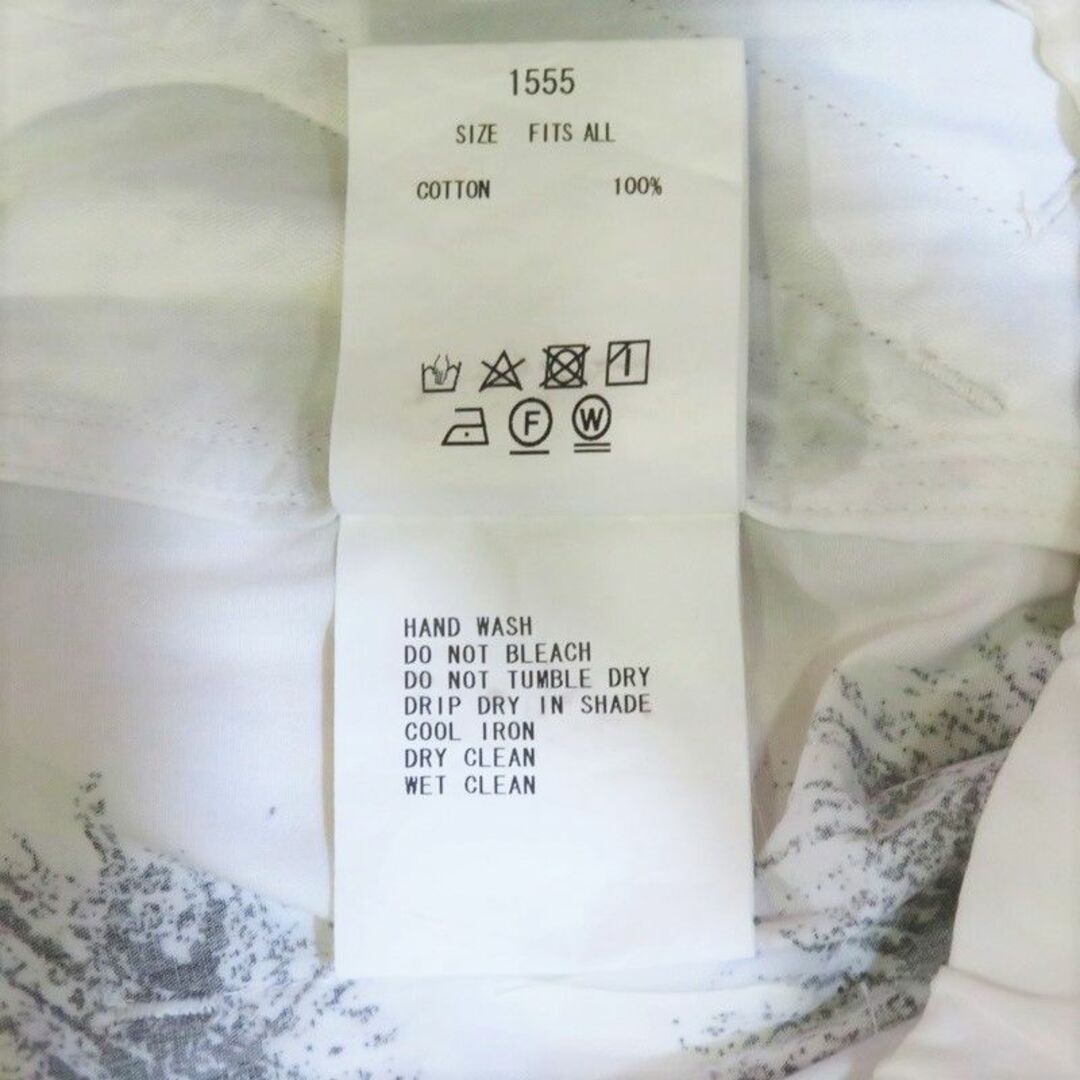 1555
SIZE FITS ALL
COTTON 100%
F W
HAND WASH
DO NOT BLEACH
DO NOT TUMBLE DRY
DRIP DRY IN SHADE
COOL IRON
DRY CLEAN
WET CLEAN